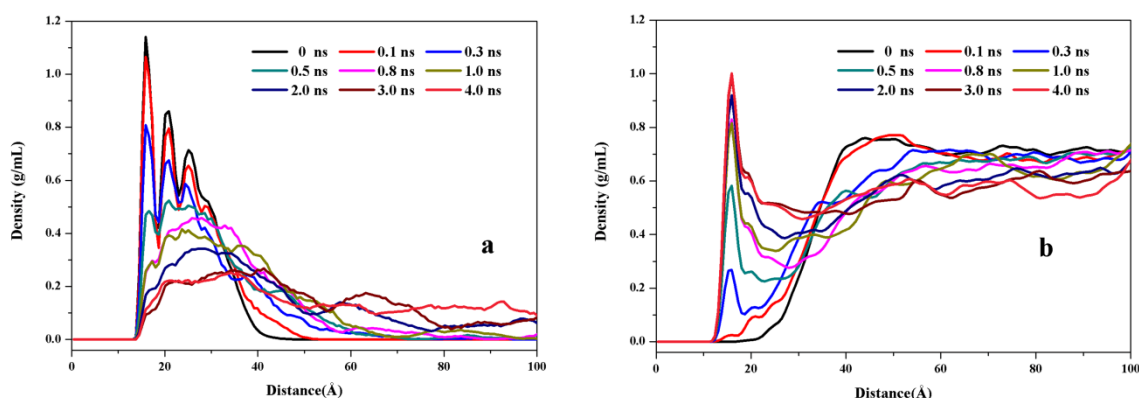 1.2
1.0
0.8
0.6
0.4
0.2
0.0
Density (g/mL)
0 ns 0.1 ns 0.3 ns
0.5 ns 0.8 ns 1.0 ns
2.0 ns 3.0 ns 4.0 ns
a
0 20 40 60 80 100
Distance(Å)
1.2
1.0
0.8
0.6
0.4
0.2
0.0
Density (g/mL)
0 ns 0.1 ns 0.3 ns
0.5 ns 0.8 ns 1.0 ns
2.0 ns 3.0 ns 4.0 ns
b
0 20 40 60 80 100
Distance(Å)